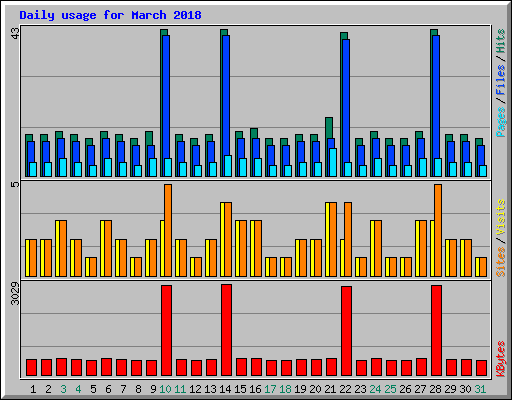 Daily usage for March 2018
43
Pages / Files / Hits
5
Sites / Visits
3029
KBytes
1 2 3 4 5 6 7 8 9 10 11 12 13 14 15 16 17 18 19 20 21 22 23 24 25 26 27 28 29 30 31